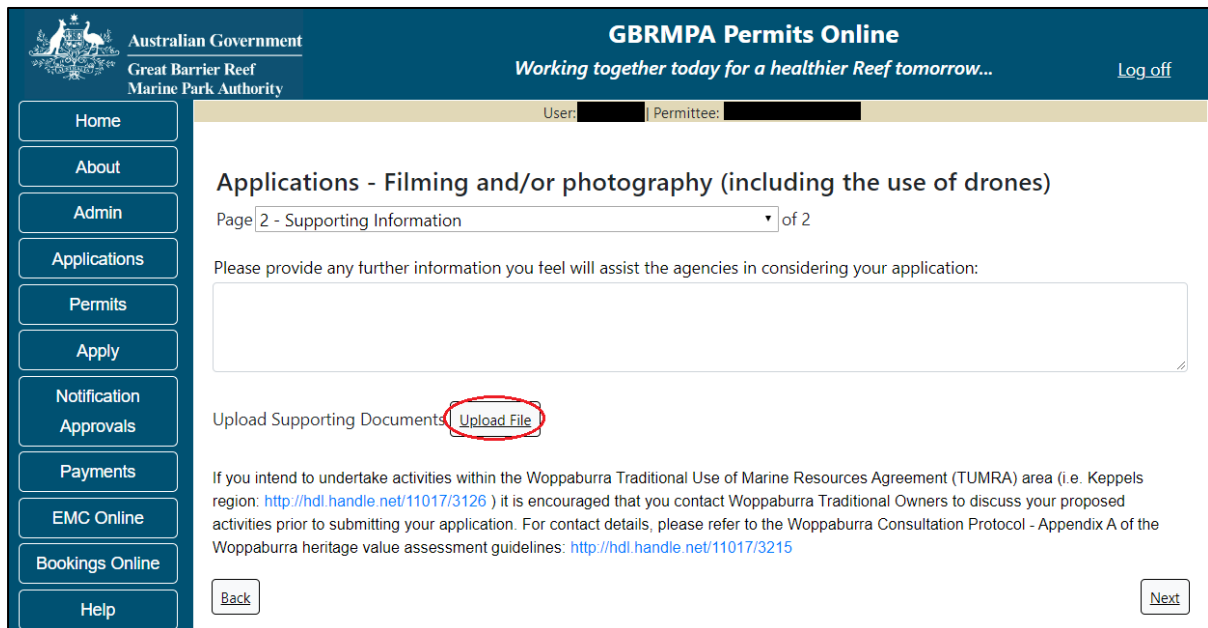 Australian Government
Great Barrier Reef
Marine Park Authority
GBRMPA Permits Online
Working together today for a healthier Reef tomorrow...
Log off
User: | Permittee:
Home
About
Admin
Applications
Permits
Apply
Notification
Approvals
Payments
EMC Online
Bookings Online
Help
Applications - Filming and/or photography (including the use of drones)
Page 2 - Supporting Information of 2
Please provide any further information you feel will assist the agencies in considering your application:
Upload Supporting Documents Upload File
If you intend to undertake activities within the Woppaburra Traditional Use of Marine Resources Agreement (TUMRA) area (i.e. Keppels
region: http://hdl.handle.net/11017/3126 ) it is encouraged that you contact Woppaburra Traditional Owners to discuss your proposed
activities prior to submitting your application. For contact details, please refer to the Woppaburra Consultation Protocol - Appendix A of the
Woppaburra heritage value assessment guidelines: http://hdl.handle.net/11017/3215
Back
Next